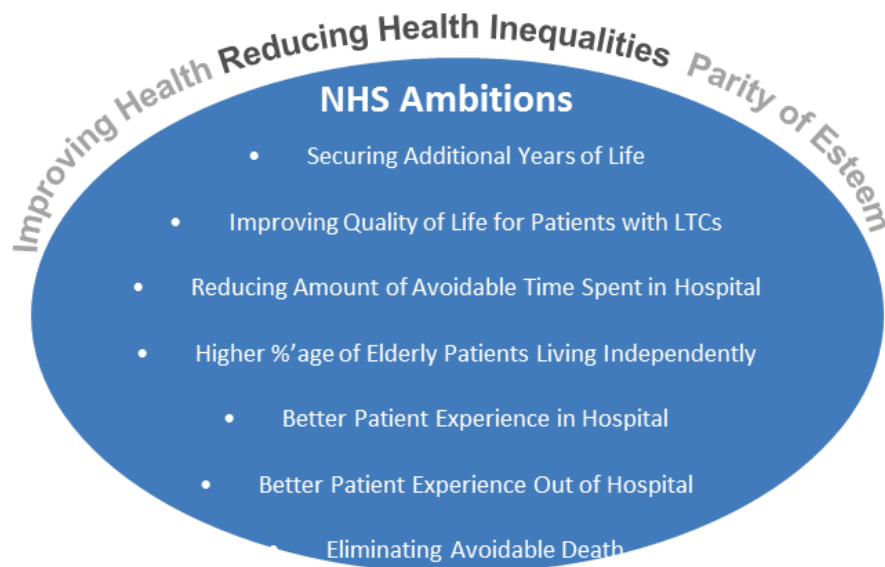 Improving Health Reducing Health Inequalities Parity of Esteem
NHS Ambitions
• Securing Additional Years of Life
• Improving Quality of Life for Patients with LTCs
• Reducing Amount of Avoidable Time Spent in Hospital
• Higher %’age of Elderly Patients Living Independently
• Better Patient Experience in Hospital
• Better Patient Experience Out of Hospital
• Eliminating Avoidable Death